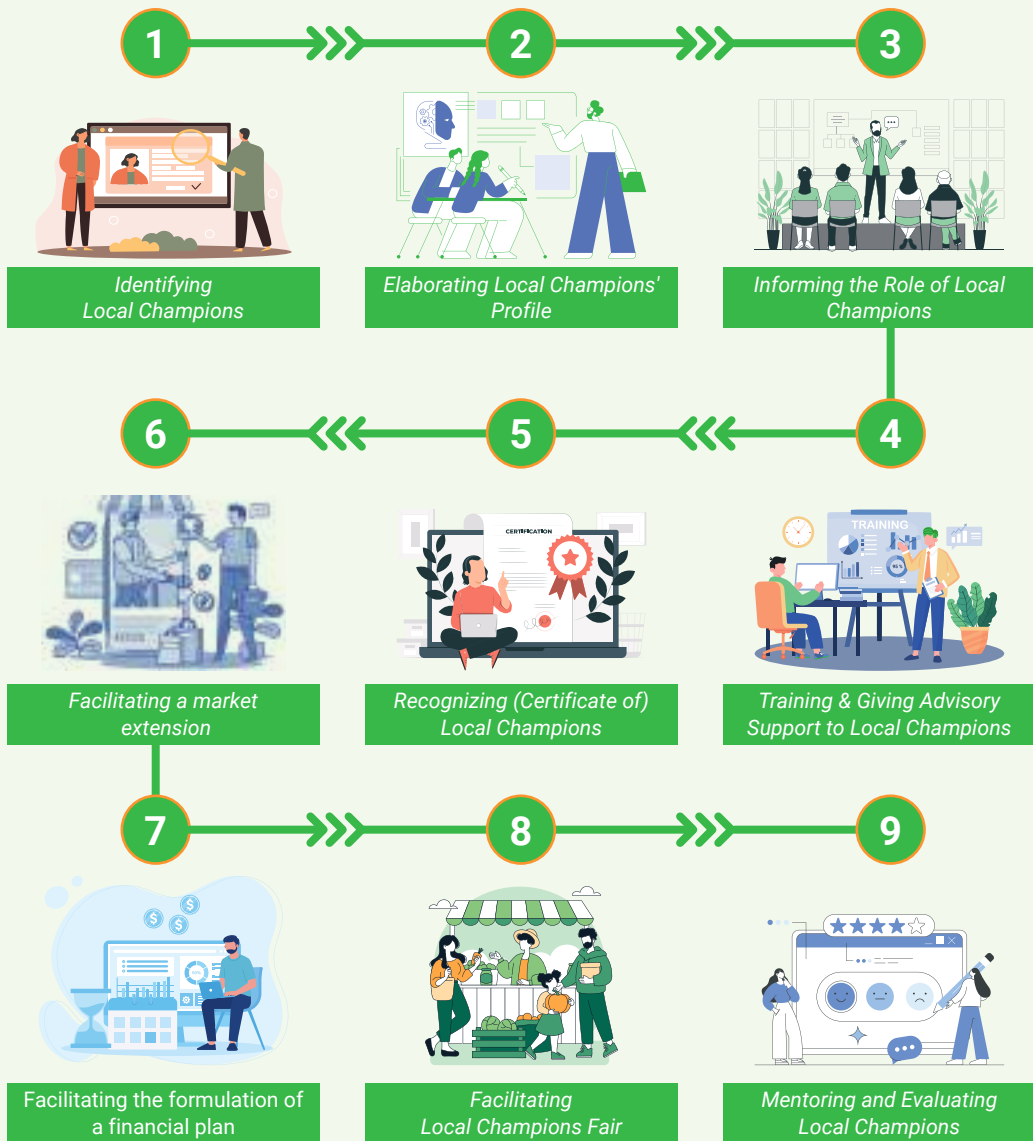 1
2
3
Identifying
Local Champions
Elaborating Local Champions'
Profile
Informing the Role of Local
Champions
6
5
4
CERTIFICATION
TRAINING
Facilitating a market
extension
Recognizing (Certificate of)
Local Champions
Training & Giving Advisory
Support to Local Champions
7
8
9
$
$
$
Facilitating the formulation of
a financial plan
Facilitating
Local Champions Fair
Mentoring and Evaluating
Local Champions